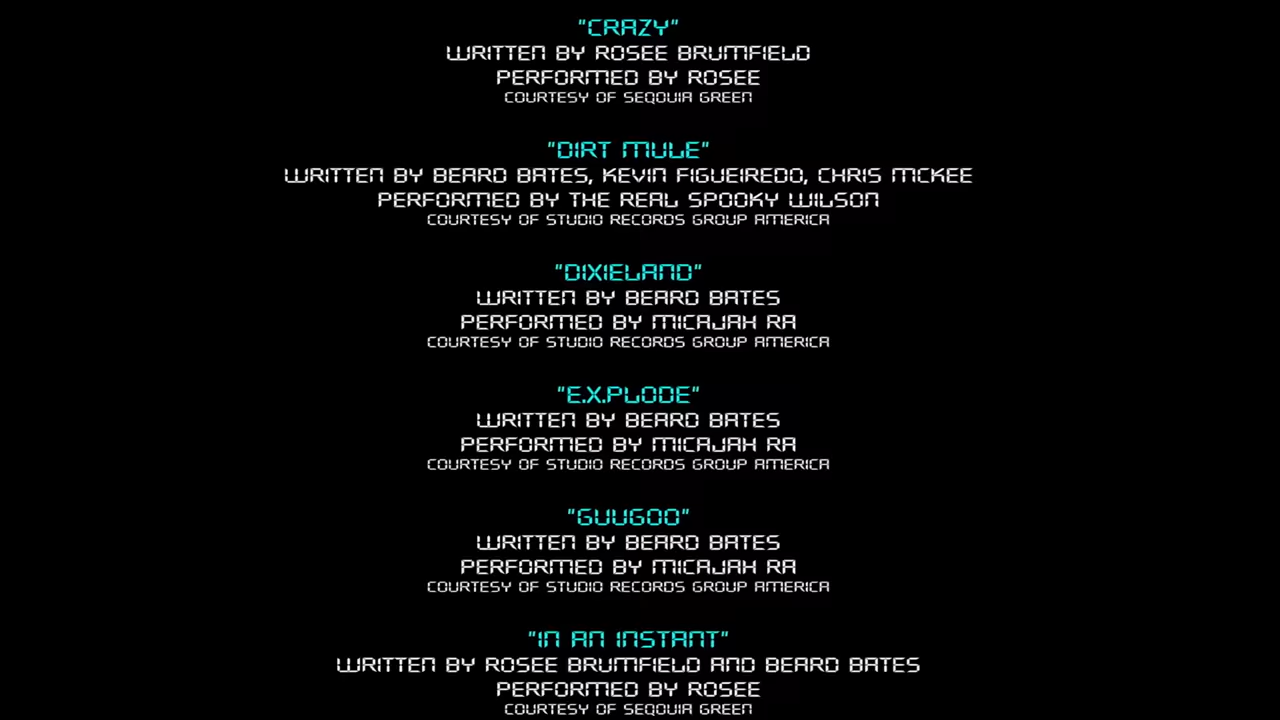 "CRAZY"
WRITTEN BY ROSEE BRUMFIELD
PERFORMED BY ROSEE
COURTESY OF SEQOUIA GREEN
"DIRT MULE"
WRITTEN BY BEARD BATES, KEVIN FIGUEIREDO, CHRIS MCKEE
PERFORMED BY THE REAL SPOOKY WILSON
COURTESY OF STUDIO RECORDS GROUP AMERICA
"DIXIELAND"
WRITTEN BY BEARD BATES
PERFORMED BY MICAJAH RA
COURTESY OF STUDIO RECORDS GROUP AMERICA
"E.X.PLODE"
WRITTEN BY BEARD BATES
PERFORMED BY MICAJAH RA
COURTESY OF STUDIO RECORDS GROUP AMERICA
"GUUGOO"
WRITTEN BY BEARD BATES
PERFORMED BY MICAJAH RA
COURTESY OF STUDIO RECORDS GROUP AMERICA
"IN AN INSTANT"
WRITTEN BY ROSEE BRUMFIELD AND BEARD BATES
PERFORMED BY ROSEE
COURTESY OF SEQOUIA GREEN